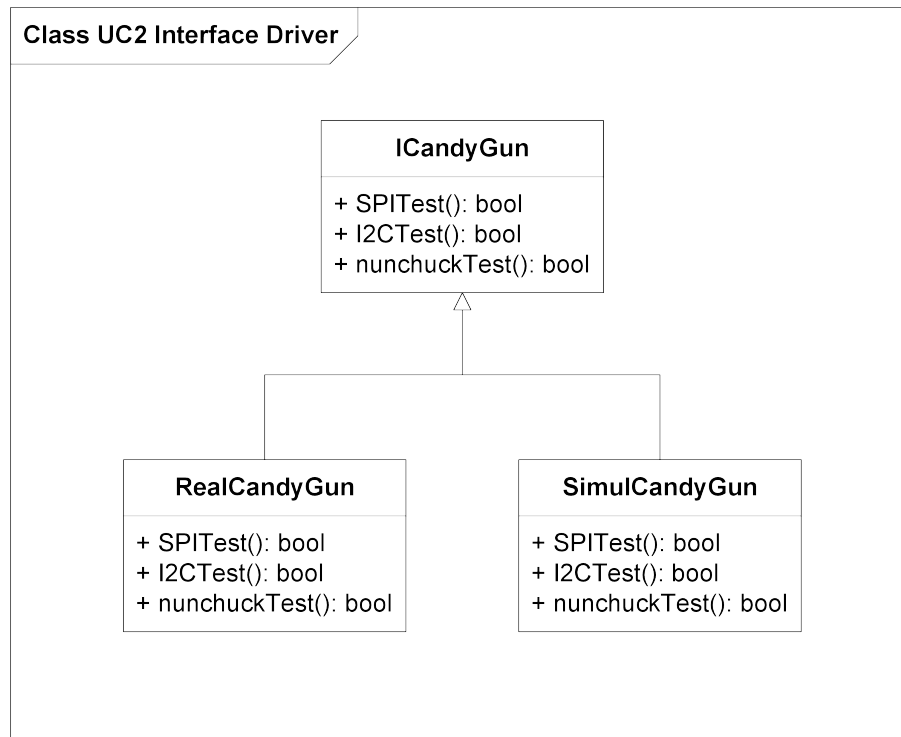 Class UC2 Interface Driver
ICandyGun
+ SPITest(): bool
+ I2CTest(): bool
+ nunchuckTest(): bool
RealCandyGun
+ SPITest(): bool
+ I2CTest(): bool
+ nunchuckTest(): bool
SimulCandyGun
+ SPITest(): bool
+ I2CTest(): bool
+ nunchuckTest(): bool